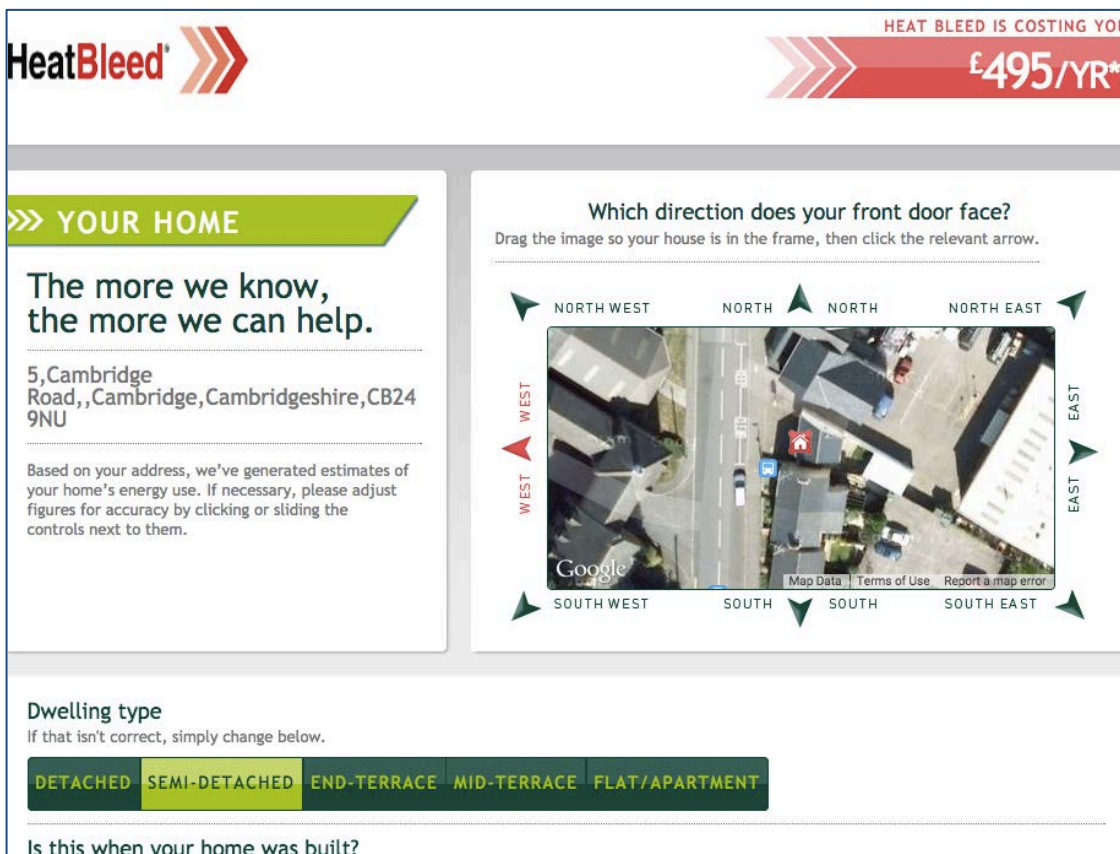 HeatBleed®
HEAT BLEED IS COSTING YOU
£495/YR*
YOUR HOME
The more we know,
the more we can help.
5,Cambridge
Road,,Cambridge,Cambridgeshire,CB24
9NU
Based on your address, we've generated estimates of
your home's energy use. If necessary, please adjust
figures for accuracy by clicking or sliding the
controls next to them.
Which direction does your front door face?
Drag the image so your house is in the frame, then click the relevant arrow.
NORTH WEST
NORTH
NORTH
NORTH EAST
WEST
WEST
EAST
EAST
Google
Map Data
Terms of Use
Report a map error
SOUTH WEST
SOUTH
SOUTH
SOUTH EAST
Dwelling type
If that isn't correct, simply change below.
DETACHED
SEMI-DETACHED
END-TERRACE
MID-TERRACE
FLAT/APARTMENT
Is this when your home was built?